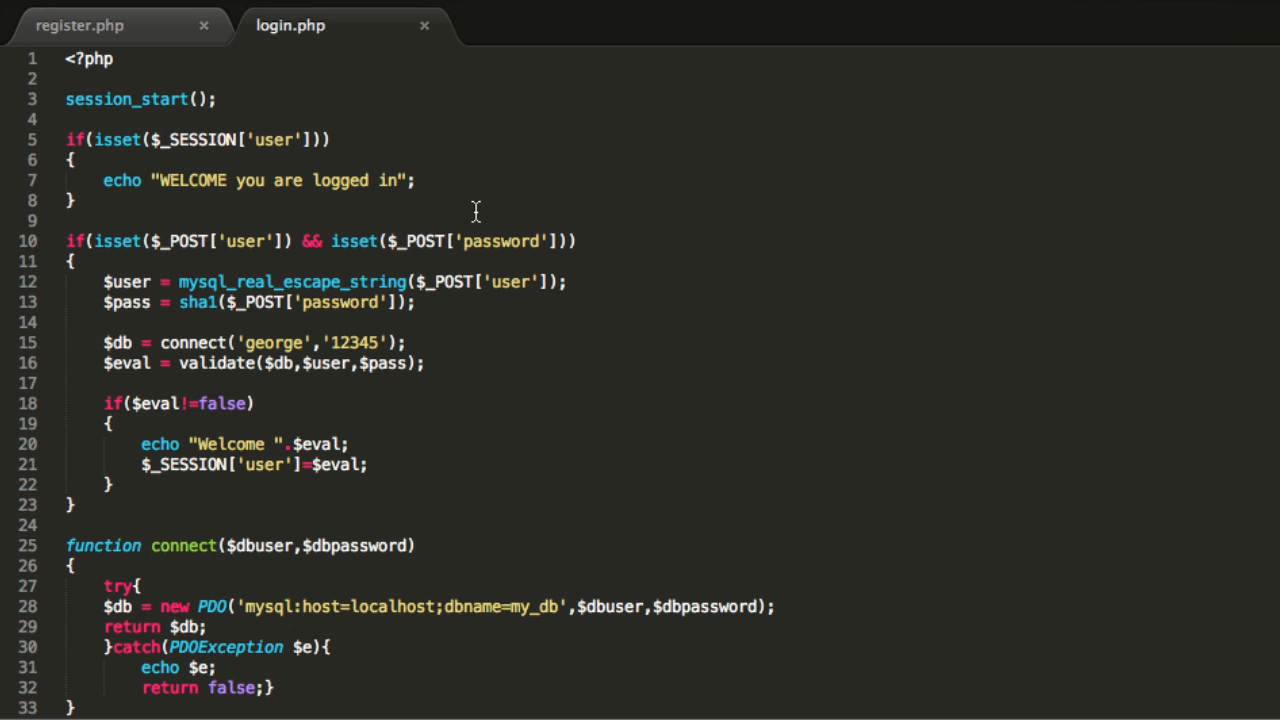 register.php × login.php ×
1 <?php
2
3 session_start();
4
5 if(isset($_SESSION['user']))
6 {
7     echo "WELCOME you are logged in";
8 }
9
10 if(isset($_POST['user']) && isset($_POST['password']))
11 {
12     $user = mysql_real_escape_string($_POST['user']);
13     $pass = sha1($_POST['password']);
14
15     $db = connect('george','12345');
16     $eval = validate($db,$user,$pass);
17
18     if($eval!=false)
19     {
20         echo "Welcome ".$eval;
21         $_SESSION['user']=$eval;
22     }
23 }
24
25 function connect($dbuser,$dbpassword)
26 {
27     try{
28     $db = new PDO('mysql:host=localhost;dbname=my_db',$dbuser,$dbpassword);
29     return $db;
30     }catch(PDOException $e){
31         echo $e;
32         return false;}
33 }